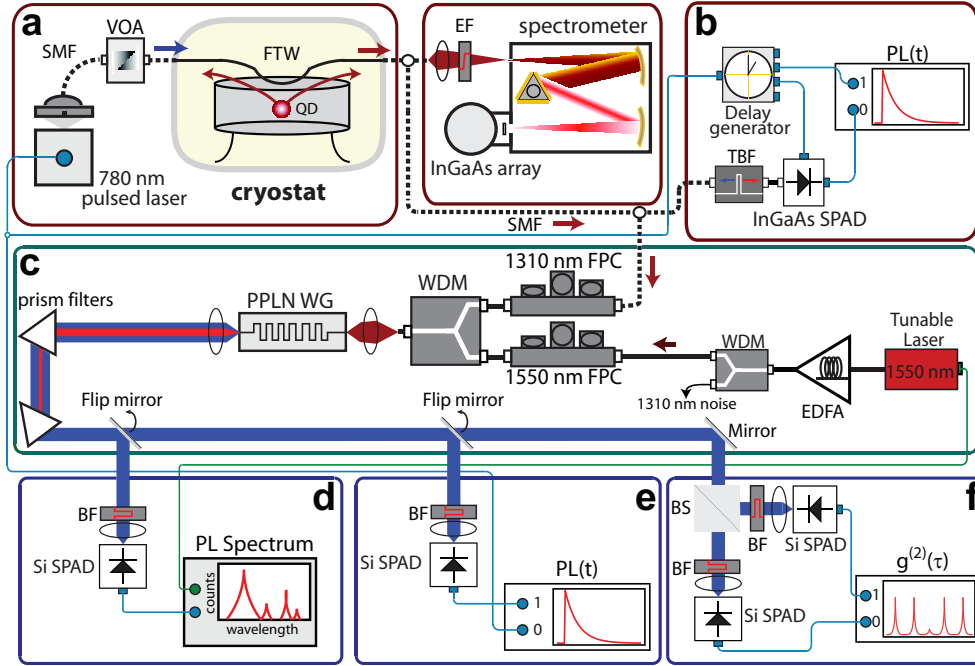 a
VOA
SMF
FTW
QD
780 nm
pulsed laser
cryostat
EF
spectrometer
InGaAs array
b
PL(t)
1
0
Delay
generator
TBF
InGaAs SPAD
SMF
c
prism filters
PPLN WG
WDM
1310 nm FPC
1550 nm FPC
WDM
1310 nm noise
EDFA
Tunable
Laser
1550 nm
Flip mirror
Flip mirror
Mirror
d
BF
Si SPAD
PL Spectrum
counts
wavelength
e
BF
Si SPAD
PL(t)
1
0
f
BS
BF
Si SPAD
BF
Si SPAD
g(2)(τ)
1
0